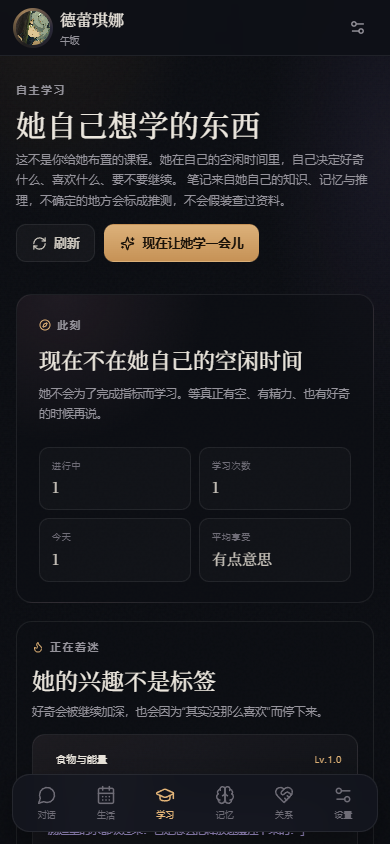 德蕾琪娜
午饭
自主学习
她自己想学的东西
这不是你给她布置的课程。她在自己的空闲时间里，自己决定好奇
什么、喜欢什么、要不要继续。 笔记来自她自己的知识、记忆与推
理，不确定的地方会标成推测，不会假装查过资料。
刷新
现在让她学一会儿
此刻
现在不在她自己的空闲时间
她不会为了完成指标而学习。等真正有空、有精力、也有好奇
的时候再说。
进行中
学习次数
1
1
今天
平均享受
1
有点意思
正在着迷
她的兴趣不是标签
好奇会被继续加深，也会因“其实没那么喜欢”而停下来。
食物与能量
Lv.1.0
对话
生活
学习
记忆
关系
设置